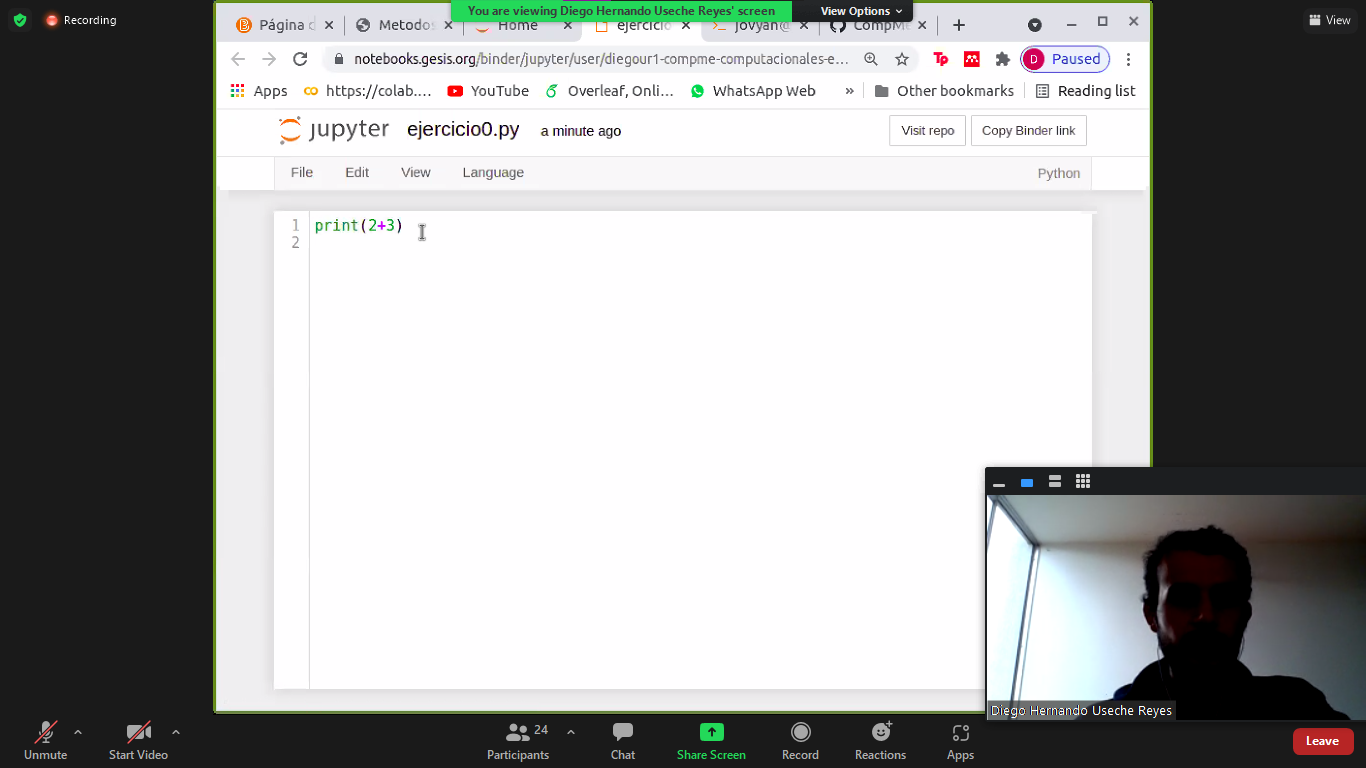 Recording
You are viewing Diego Hernando Useche Reyes' screen
View Options
View
Página
Metodos
Home
ejercicio
jovyan@
CompMe
notebooks.gesis.org/binder/jupyter/user/diegour1-compme-computacionales-e...
Tp
D
Paused
Apps
https://colab....
YouTube
Overleaf, Onli...
WhatsApp Web
»
Other bookmarks
Reading list
jupyter
ejercicio0.py
a minute ago
Visit repo
Copy Binder link
File
Edit
View
Language
Python
1 print(2+3)
2
Diego Hernando Useche Reyes
Unmute
Start Video
24
Participants
Chat
Share Screen
Record
Reactions
Apps
Leave